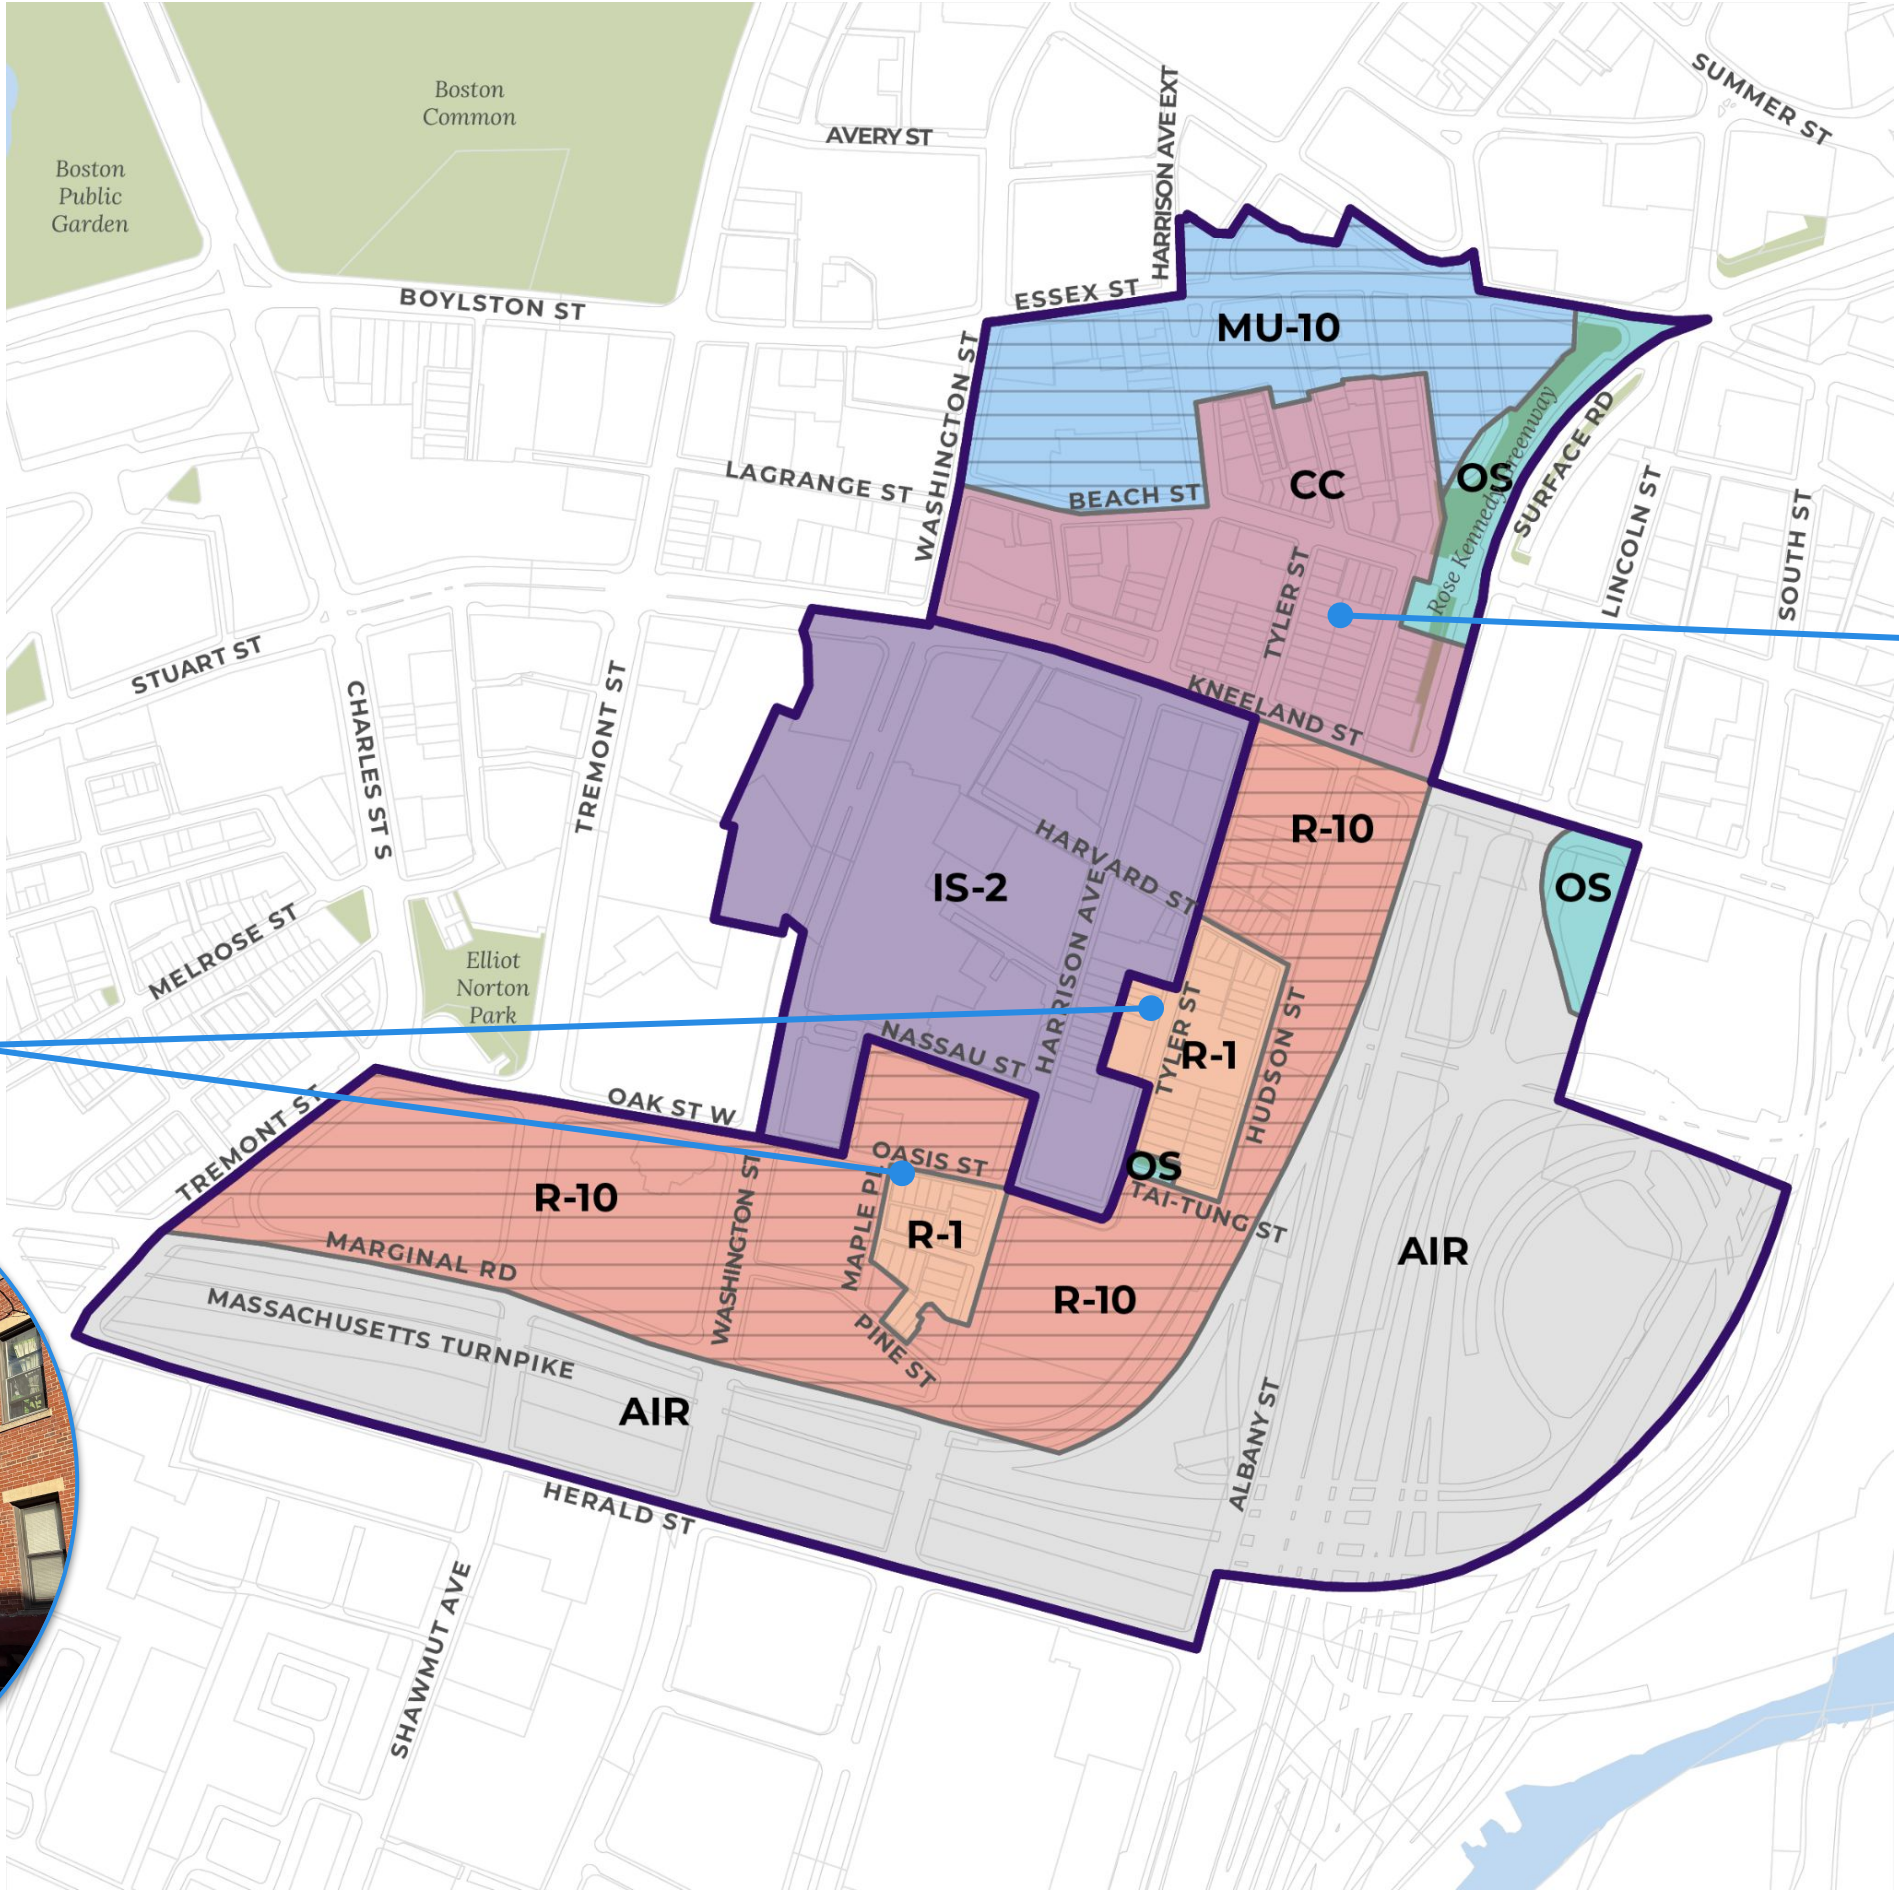 SUMMER ST
Boston
Common
AVERY ST
HARRISON AVE EXT
Boston
Public
Garden
BOYLSTON ST
ESSEX ST
MU-10
WASHINGTON ST
LAGRANGE ST
BEACH ST
CC
OS
Rose Kennedy Greenway
SURFACE RD
LINCOLN ST
SOUTH ST
TYLER ST
STUART ST
CHARLES ST S
TREMONT ST
KNEELAND ST
R-10
HARVARD ST
IS-2
OS
MELROSE ST
HARRISON AVE
Elliot
Norton
Park
NASSAU ST
TYLER ST
R-1
HUDSON ST
TREMONT ST
OAK ST W
OASIS ST
OS
TAI-TUNG ST
R-10
WASHINGTON ST
MAPLE PL
R-1
AIR
MARGINAL RD
R-10
MASSACHUSETTS TURNPIKE
PINE ST
AIR
ALBANY ST
HERALD ST
SHAWMUT AVE